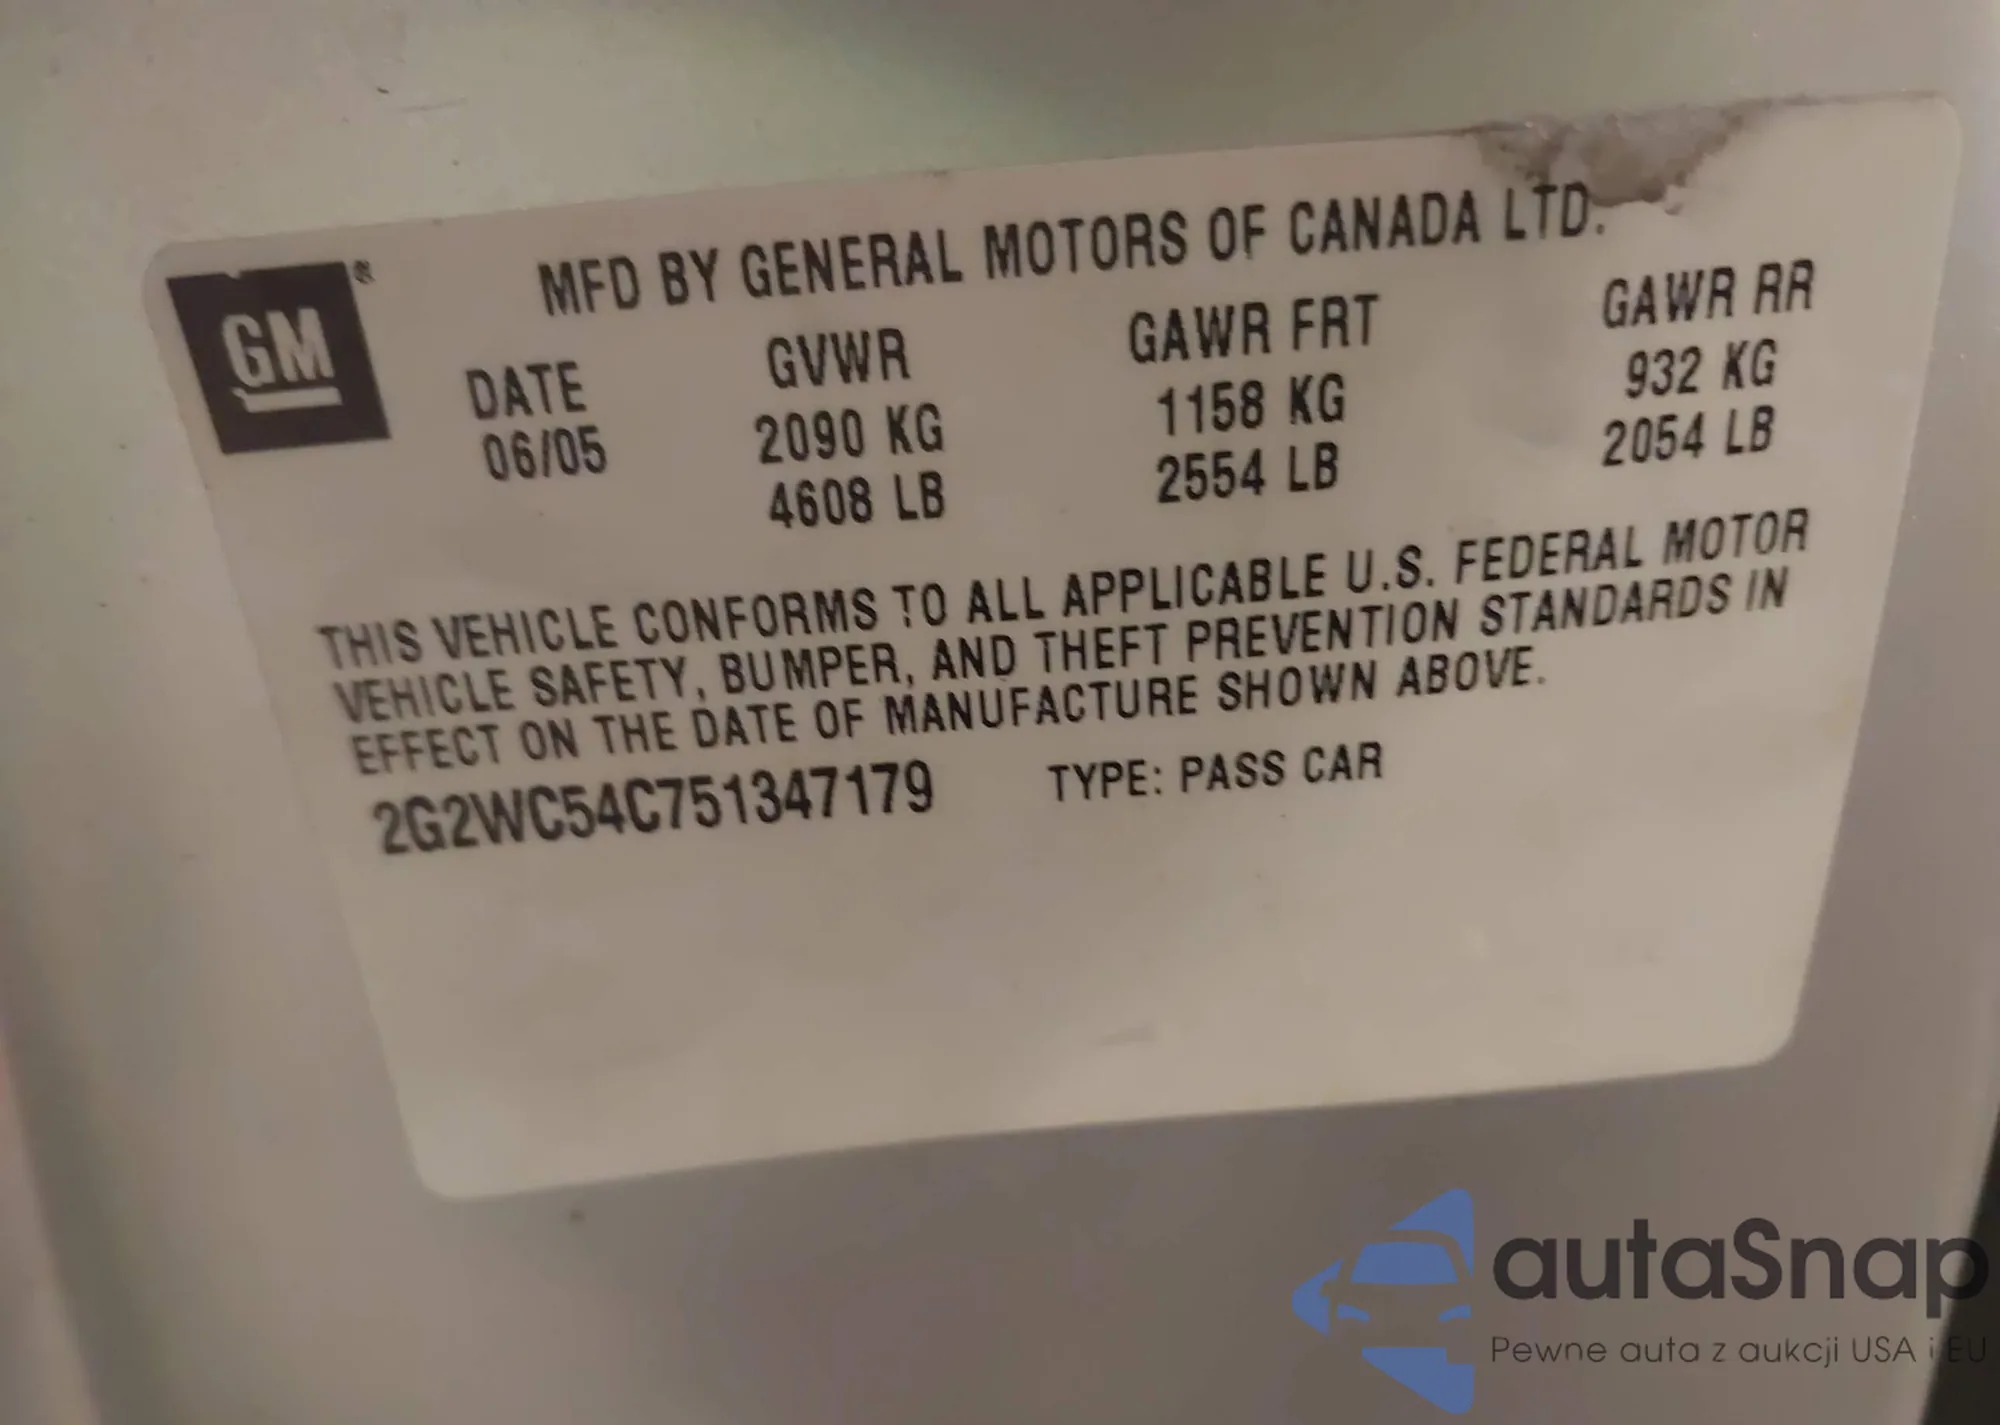 MFD BY GENERAL MOTORS OF CANADA LTD.
GM®
DATE GVWR GAWR FRT GAWR RR
06/05 2090 KG 1158 KG 932 KG
4608 LB 2554 LB 2054 LB
THIS VEHICLE CONFORMS TO ALL APPLICABLE U.S. FEDERAL MOTOR
VEHICLE SAFETY, BUMPER, AND THEFT PREVENTION STANDARDS IN
EFFECT ON THE DATE OF MANUFACTURE SHOWN ABOVE.
2G2WC54C751347179 TYPE: PASS CAR
autaSnap
Pewne auta z aukcji USA i EU